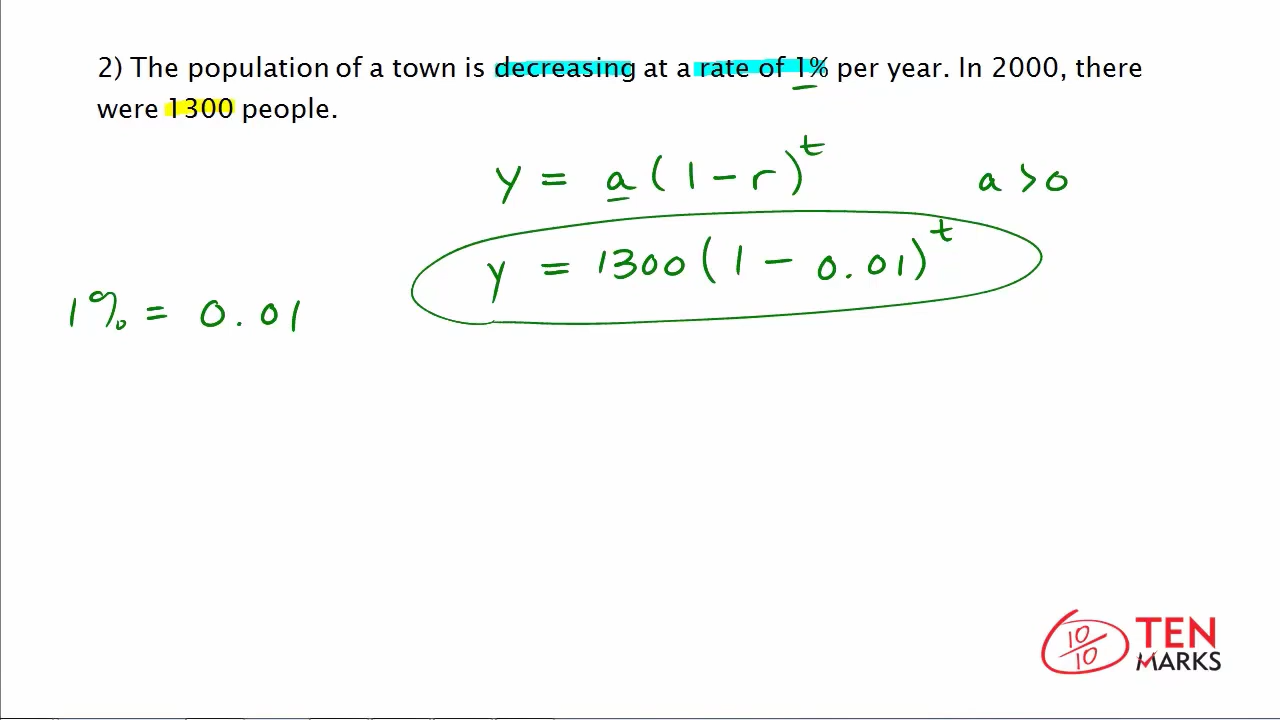 2) The population of a town is decreasing at a rate of 1% per year. In 2000, there
were 1300 people.
y = a(1-r)^t a>0
y = 1300(1-0.01)^t
1% = 0.01
10/10 TEN
MARKS